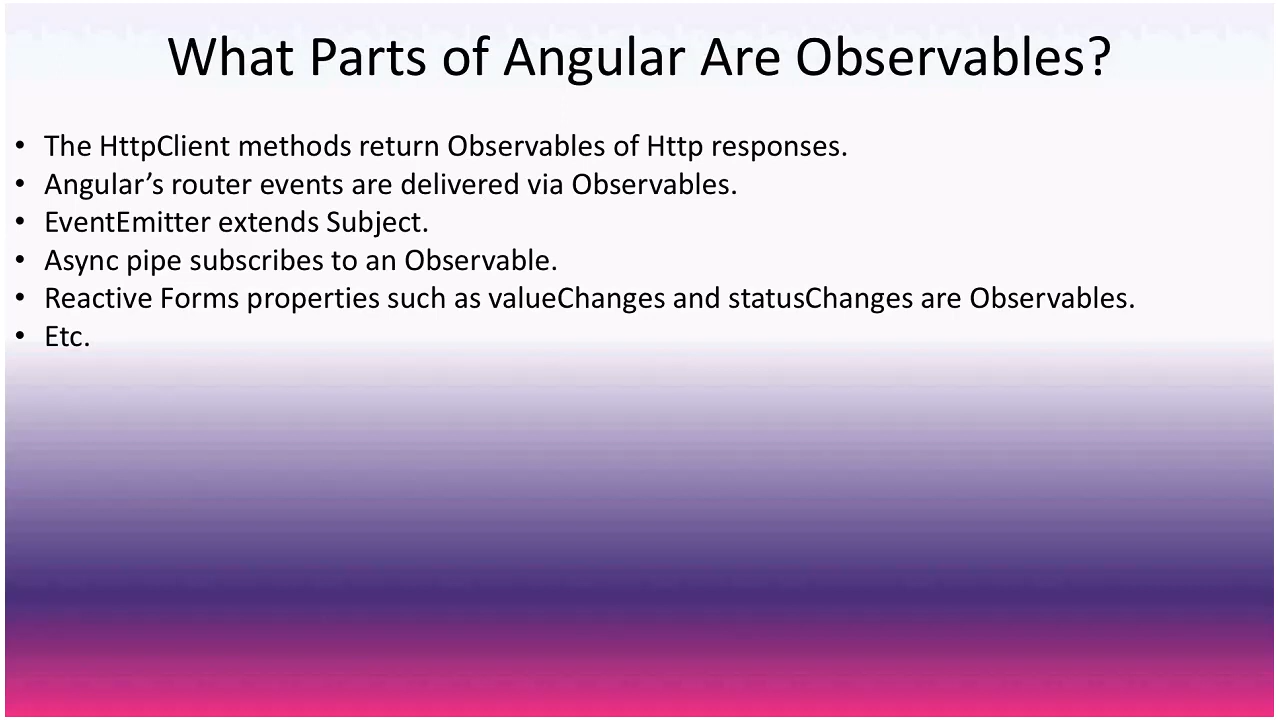 What Parts of Angular Are Observables?
• The HttpClient methods return Observables of Http responses.
• Angular’s router events are delivered via Observables.
• EventEmitter extends Subject.
• Async pipe subscribes to an Observable.
• Reactive Forms properties such as valueChanges and statusChanges are Observables.
• Etc.